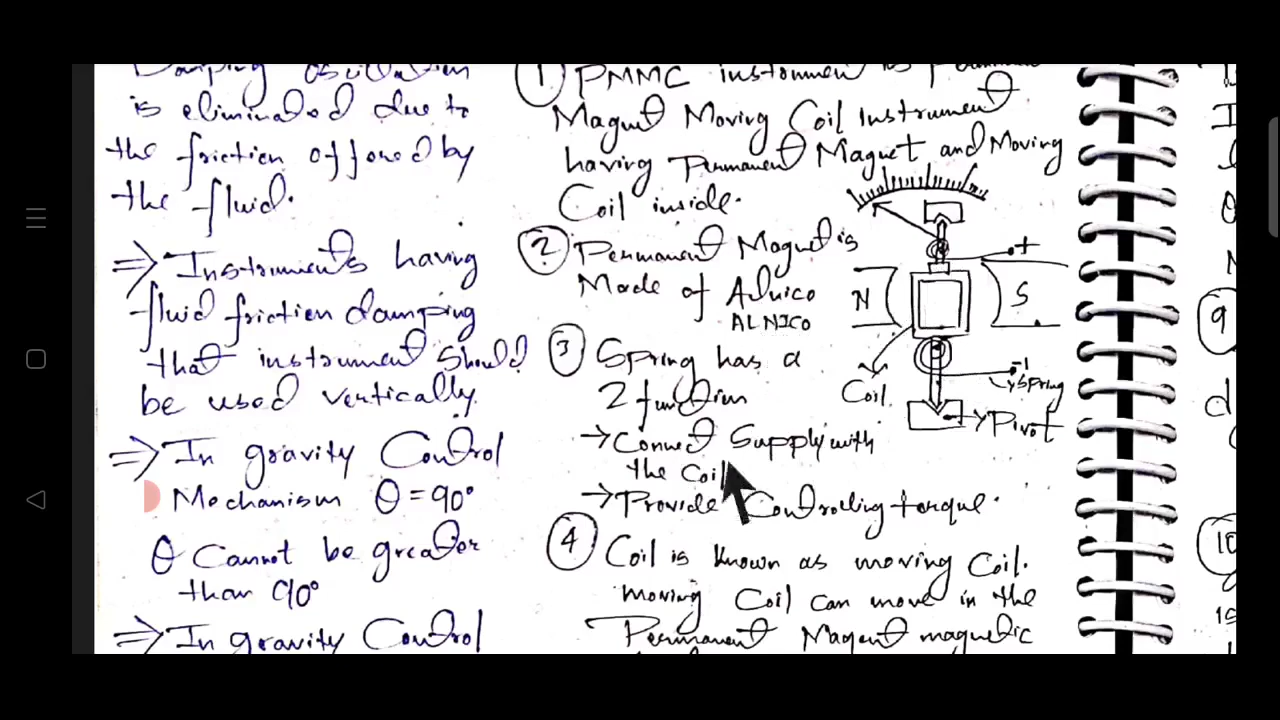 Damping oscillation
is eliminated due to
the friction offered by
the fluid.
⇒ Instruments having
fluid friction damping
that instrument should
be used vertically.
⇒ In gravity Control
Mechanism θ = 90°
θ Cannot be greater
than 90°
⇒ In gravity Control
① PMMC instrument is Permanent
Magnet Moving Coil Instrument
having Permanent Magnet and Moving
Coil inside.
② Permanent Magnet is
Made of Alnico
ALNICO
③ Spring has a
2 function
→ Connect Supply with
the Coil
→ Provide Controlling torque.
④ Coil is known as moving Coil.
moving Coil can move in the
Permanent Magent magnetic
+
N
S
-
Spring
Coil.
Pivot
9
d
10